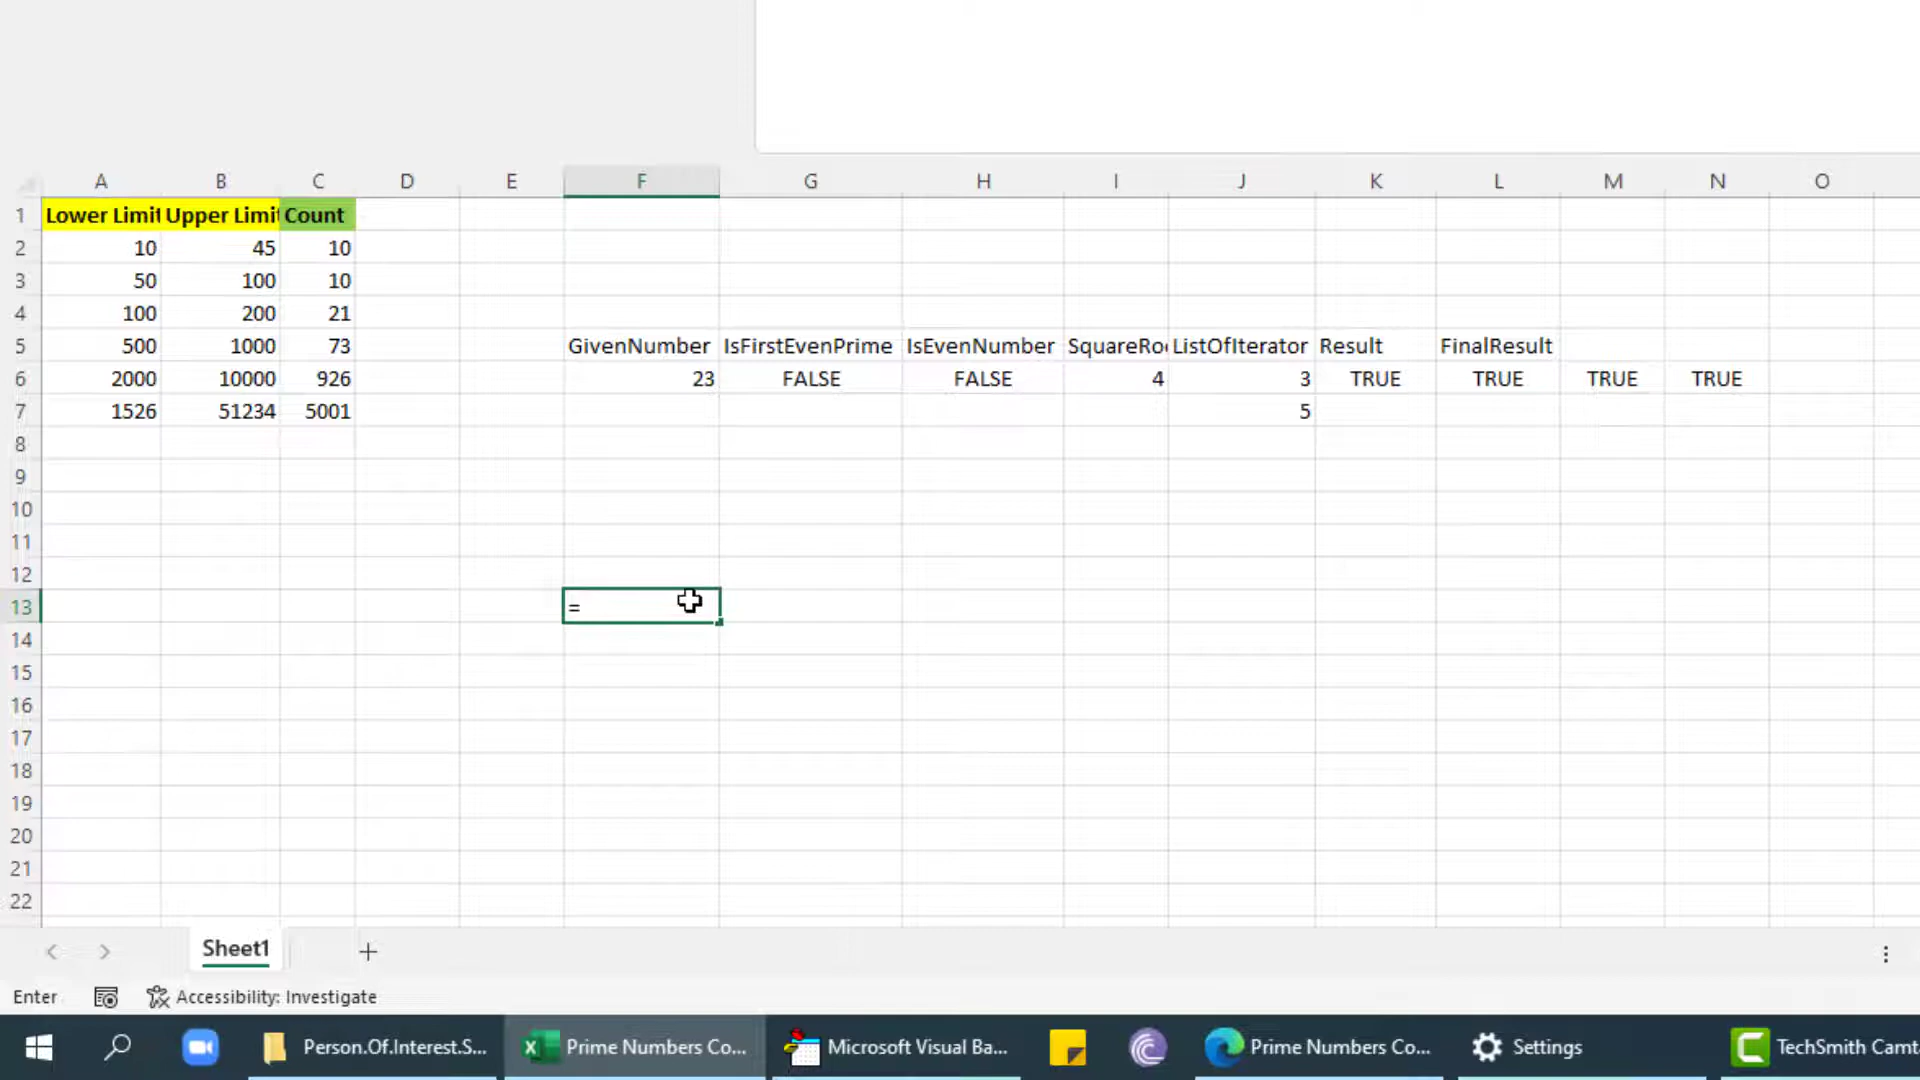 A B C D E F G H I J K L M N O
1 Lower Limit Upper Limi Count
2 10 45 10
3 50 100 10
4 100 200 21
5 500 1000 73 GivenNumber IsFirstEvenPrime IsEvenNumber SquareRoo ListOfIterator Result FinalResult
6 2000 10000 926 23 FALSE FALSE 4 3 TRUE TRUE TRUE TRUE
7 1526 51234 5001 5
8
9
10
11
12
13 =
14
15
16
17
18
19
20
21
22
Sheet1
Enter Accessibility: Investigate
Person.Of.Interest.S... Prime Numbers Co... Microsoft Visual Ba... Prime Numbers Co... Settings TechSmith Camt